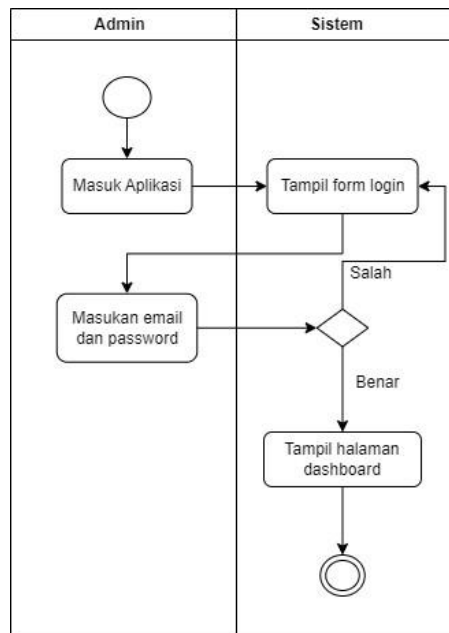 Admin
Sistem
Masuk Aplikasi
Tampil form login
Salah
Masukan email
dan password
Benar
Tampil halaman
dashboard